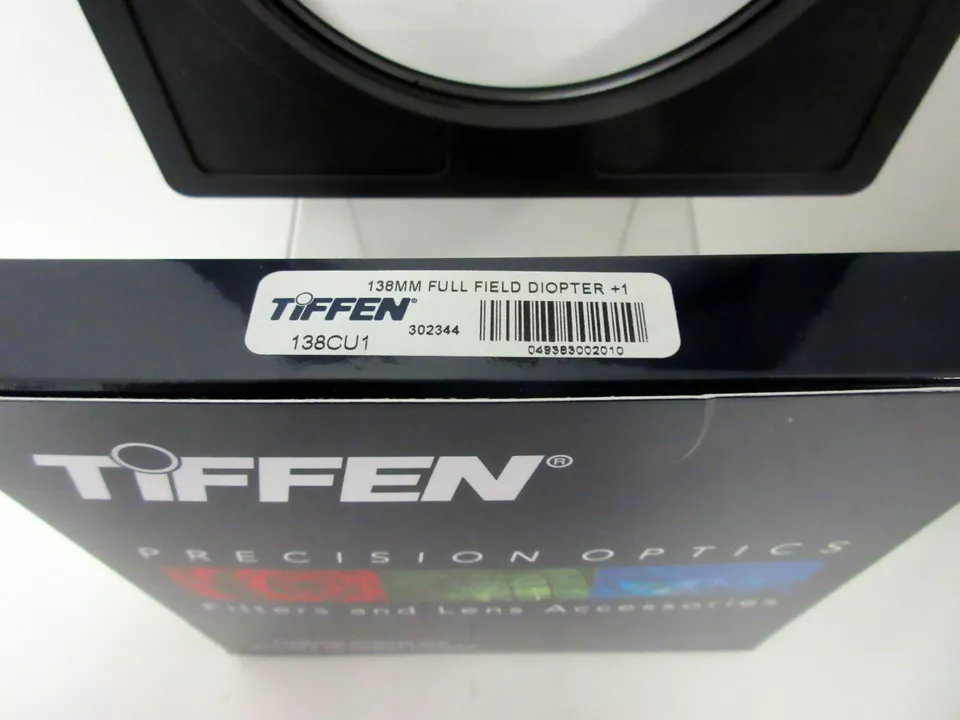 138MM FULL FIELD DIOPTER +1
TiFFEN®
302344
138CU1
049383002010
TiFFEN®
PRECISION OPTICS
Filters and Lens Accessories